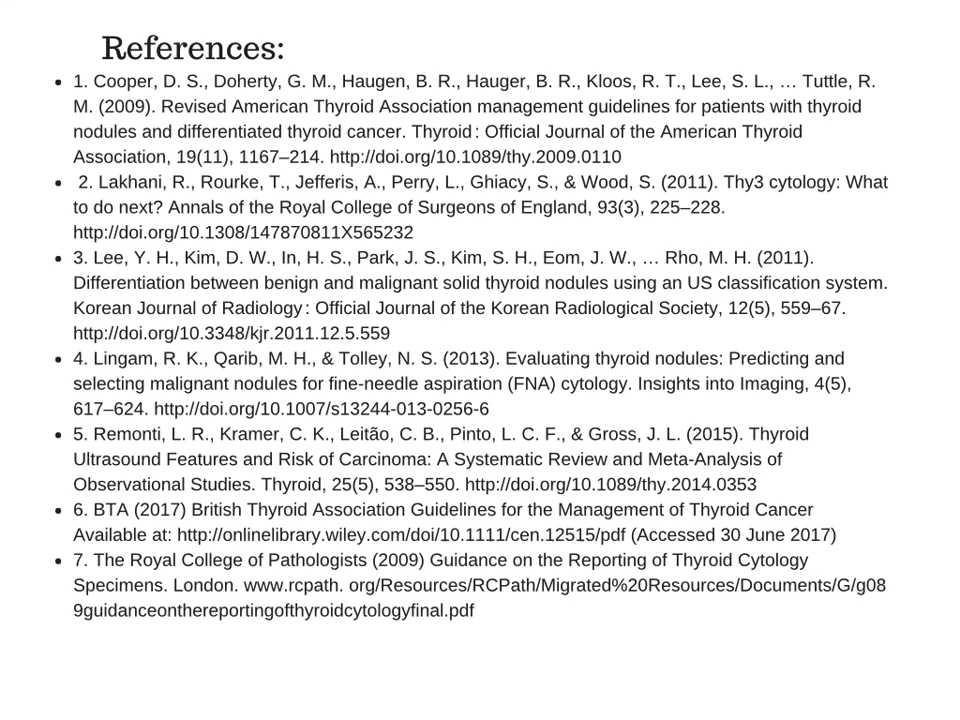 References:
• 1. Cooper, D. S., Doherty, G. M., Haugen, B. R., Hauger, B. R., Kloos, R. T., Lee, S. L., … Tuttle, R.
M. (2009). Revised American Thyroid Association management guidelines for patients with thyroid
nodules and differentiated thyroid cancer. Thyroid : Official Journal of the American Thyroid
Association, 19(11), 1167–214. http://doi.org/10.1089/thy.2009.0110
• 2. Lakhani, R., Rourke, T., Jefferis, A., Perry, L., Ghiacy, S., & Wood, S. (2011). Thy3 cytology: What
to do next? Annals of the Royal College of Surgeons of England, 93(3), 225–228.
http://doi.org/10.1308/147870811X565232
• 3. Lee, Y. H., Kim, D. W., In, H. S., Park, J. S., Kim, S. H., Eom, J. W., … Rho, M. H. (2011).
Differentiation between benign and malignant solid thyroid nodules using an US classification system.
Korean Journal of Radiology : Official Journal of the Korean Radiological Society, 12(5), 559–67.
http://doi.org/10.3348/kjr.2011.12.5.559
• 4. Lingam, R. K., Qarib, M. H., & Tolley, N. S. (2013). Evaluating thyroid nodules: Predicting and
selecting malignant nodules for fine-needle aspiration (FNA) cytology. Insights into Imaging, 4(5),
617–624. http://doi.org/10.1007/s13244-013-0256-6
• 5. Remonti, L. R., Kramer, C. K., Leitão, C. B., Pinto, L. C. F., & Gross, J. L. (2015). Thyroid
Ultrasound Features and Risk of Carcinoma: A Systematic Review and Meta-Analysis of
Observational Studies. Thyroid, 25(5), 538–550. http://doi.org/10.1089/thy.2014.0353
• 6. BTA (2017) British Thyroid Association Guidelines for the Management of Thyroid Cancer
Available at: http://onlinelibrary.wiley.com/doi/10.1111/cen.12515/pdf (Accessed 30 June 2017)
• 7. The Royal College of Pathologists (2009) Guidance on the Reporting of Thyroid Cytology
Specimens. London. www.rcpath. org/Resources/RCPath/Migrated%20Resources/Documents/G/g08
9guidanceonthereportingofthyroidcytologyfinal.pdf